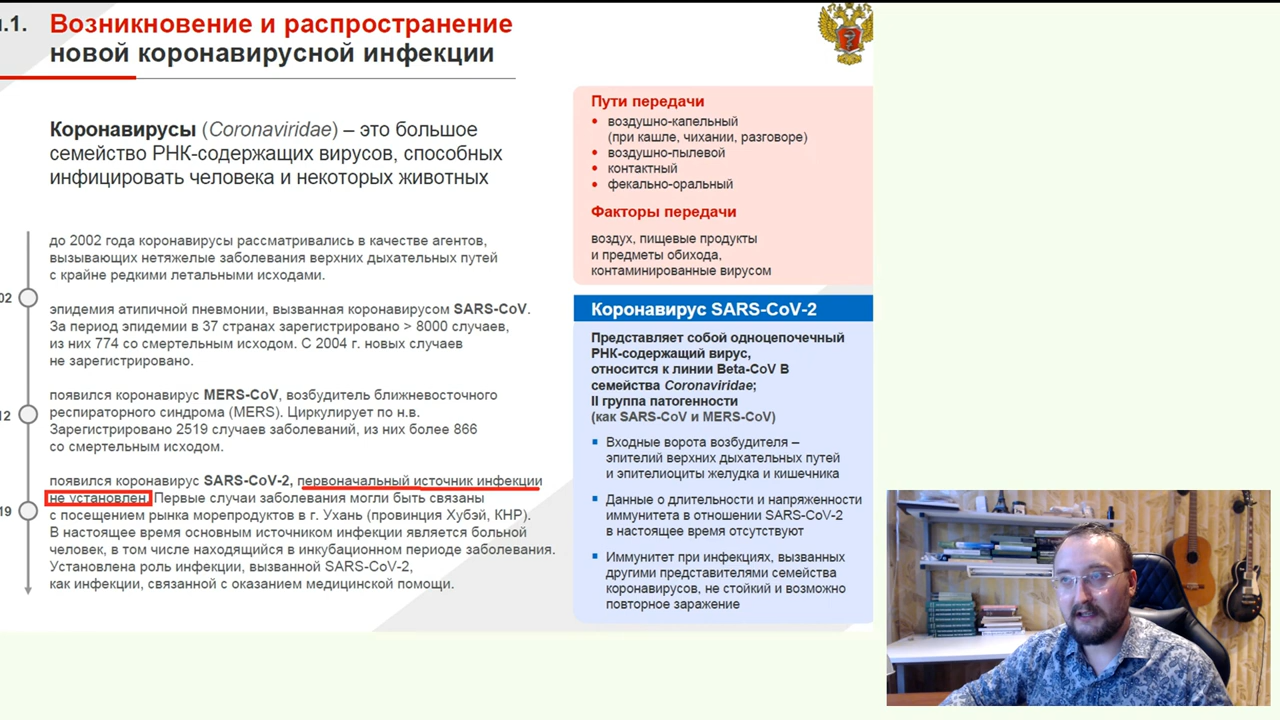 .1. Возникновение и распространение
новой коронавирусной инфекции
Коронавирусы (Coronaviridae) – это большое
семейство РНК-содержащих вирусов, способных
инфицировать человека и некоторых животных
до 2002 года коронавирусы рассматривались в качестве агентов,
вызывающих нетяжелые заболевания верхних дыхательных путей
с крайне редкими летальными исходами.
02
эпидемия атипичной пневмонии, вызванная коронавирусом SARS-CoV.
За период эпидемии в 37 странах зарегистрировано > 8000 случаев,
из них 774 со смертельным исходом. С 2004 г. новых случаев
не зарегистрировано.
12
появился коронавирус MERS-CoV, возбудитель ближневосточного
респираторного синдрома (MERS). Циркулирует по н.в.
Зарегистрировано 2519 случаев заболеваний, из них более 866
со смертельным исходом.
19
появился коронавирус SARS-CoV-2, первоначальный источник инфекции
не установлен. Первые случаи заболевания могли быть связаны
с посещением рынка морепродуктов в г. Ухань (провинция Хубэй, КНР).
В настоящее время основным источником инфекции является больной
человек, в том числе находящийся в инкубационном периоде заболевания.
Установлена роль инфекции, вызванной SARS-CoV-2,
как инфекции, связанной с оказанием медицинской помощи.
Пути передачи
• воздушно-капельный
(при кашле, чихании, разговоре)
• воздушно-пылевой
• контактный
• фекально-оральный
Факторы передачи
воздух, пищевые продукты
и предметы обихода,
контаминированные вирусом
Коронавирус SARS-CoV-2
Представляет собой одноцепочечный
РНК-содержащий вирус,
относится к линии Beta-CoV B
семейства Coronaviridae;
II группа патогенности
(как SARS-CoV и MERS-CoV)
▪ Входные ворота возбудителя –
эпителий верхних дыхательных путей
и эпителиоциты желудка и кишечника
▪ Данные о длительности и напряженности
иммунитета в отношении SARS-CoV-2
в настоящее время отсутствуют
▪ Иммунитет при инфекциях, вызванных
другими представителями семейства
коронавирусов, не стойкий и возможно
повторное заражение